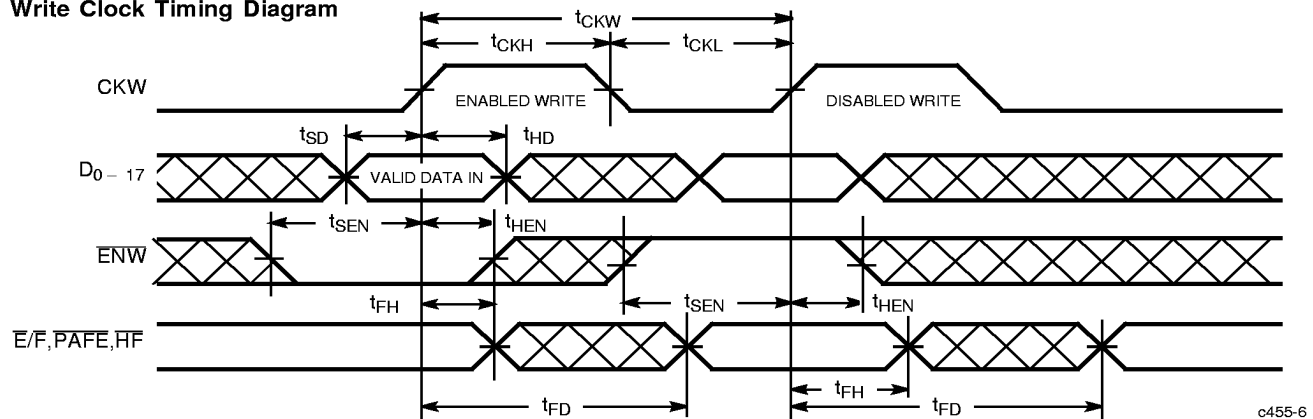 Write Clock Timing Diagram
tCKW
tCKH
tCKL
CKW
ENABLED WRITE
DISABLED WRITE
tSD
tHD
D0 – 17
VALID DATA IN
tSEN
tHEN
ENW
tFH
tSEN
tHEN
E/F,PAFE,HF
tFH
tFD
tFD
c455-6